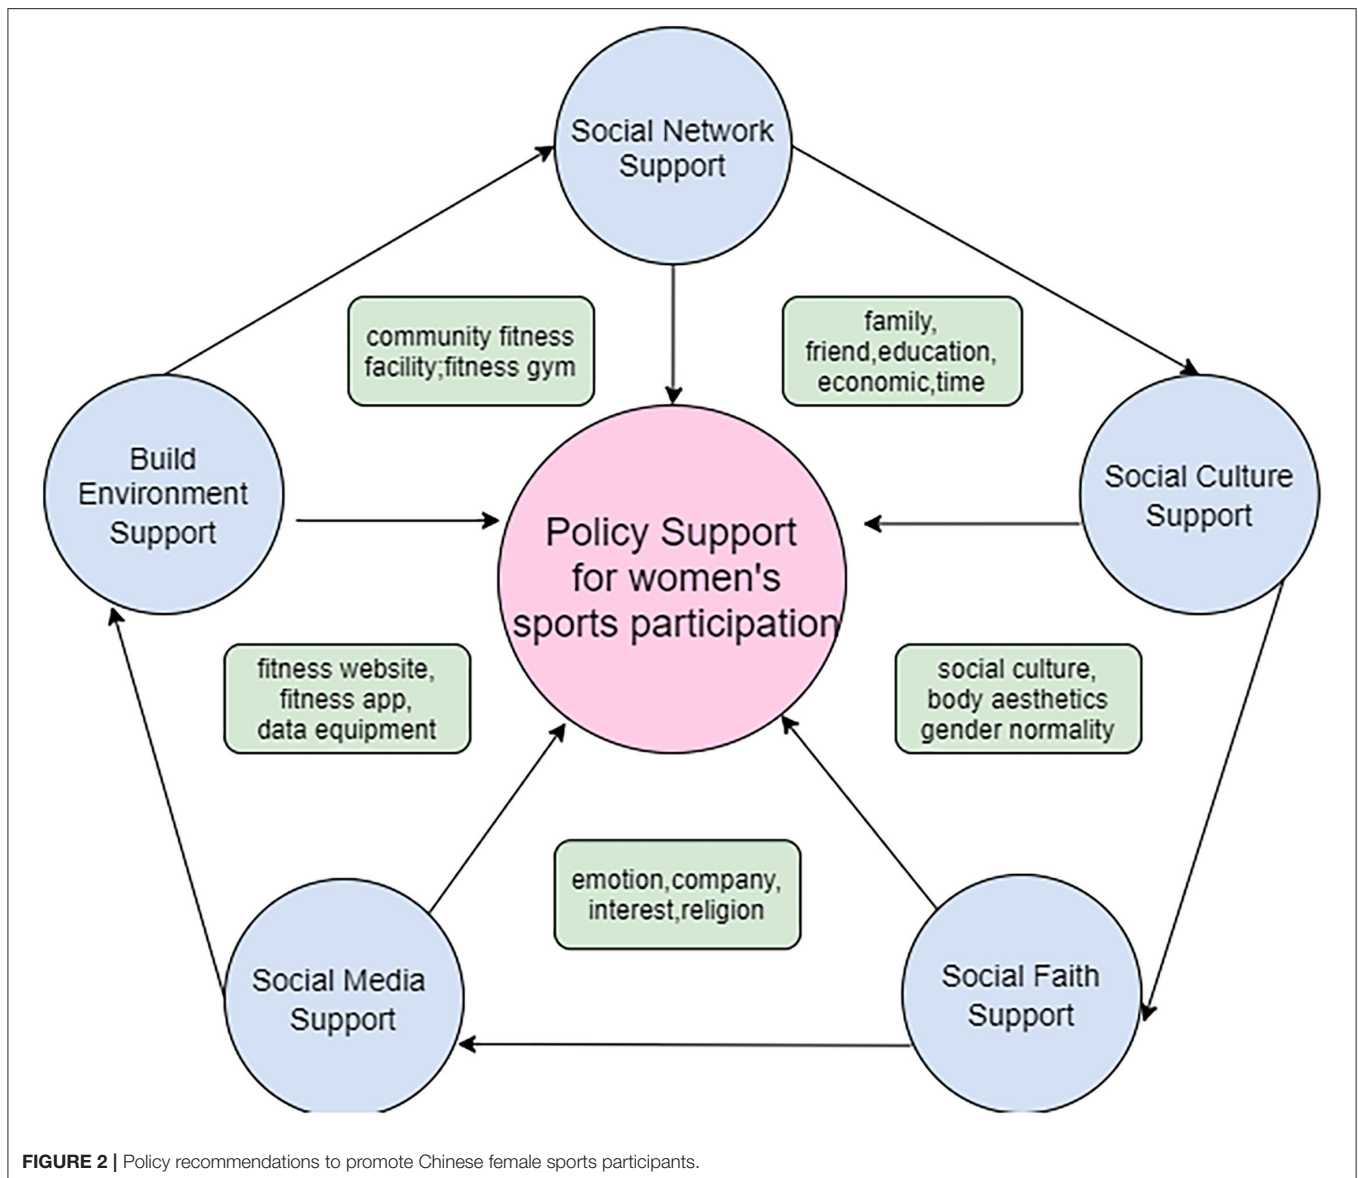 Social Network
Support
community fitness
facility;fitness gym
family,
friend,education,
economic,time
Build
Environment
Support
Social Culture
Support
Policy Support
for women's
sports participation
fitness website,
fitness app,
data equipment
social culture,
body aesthetics
gender normality
emotion,company,
interest,religion
Social Media
Support
Social Faith
Support
FIGURE 2 | Policy recommendations to promote Chinese female sports participants.